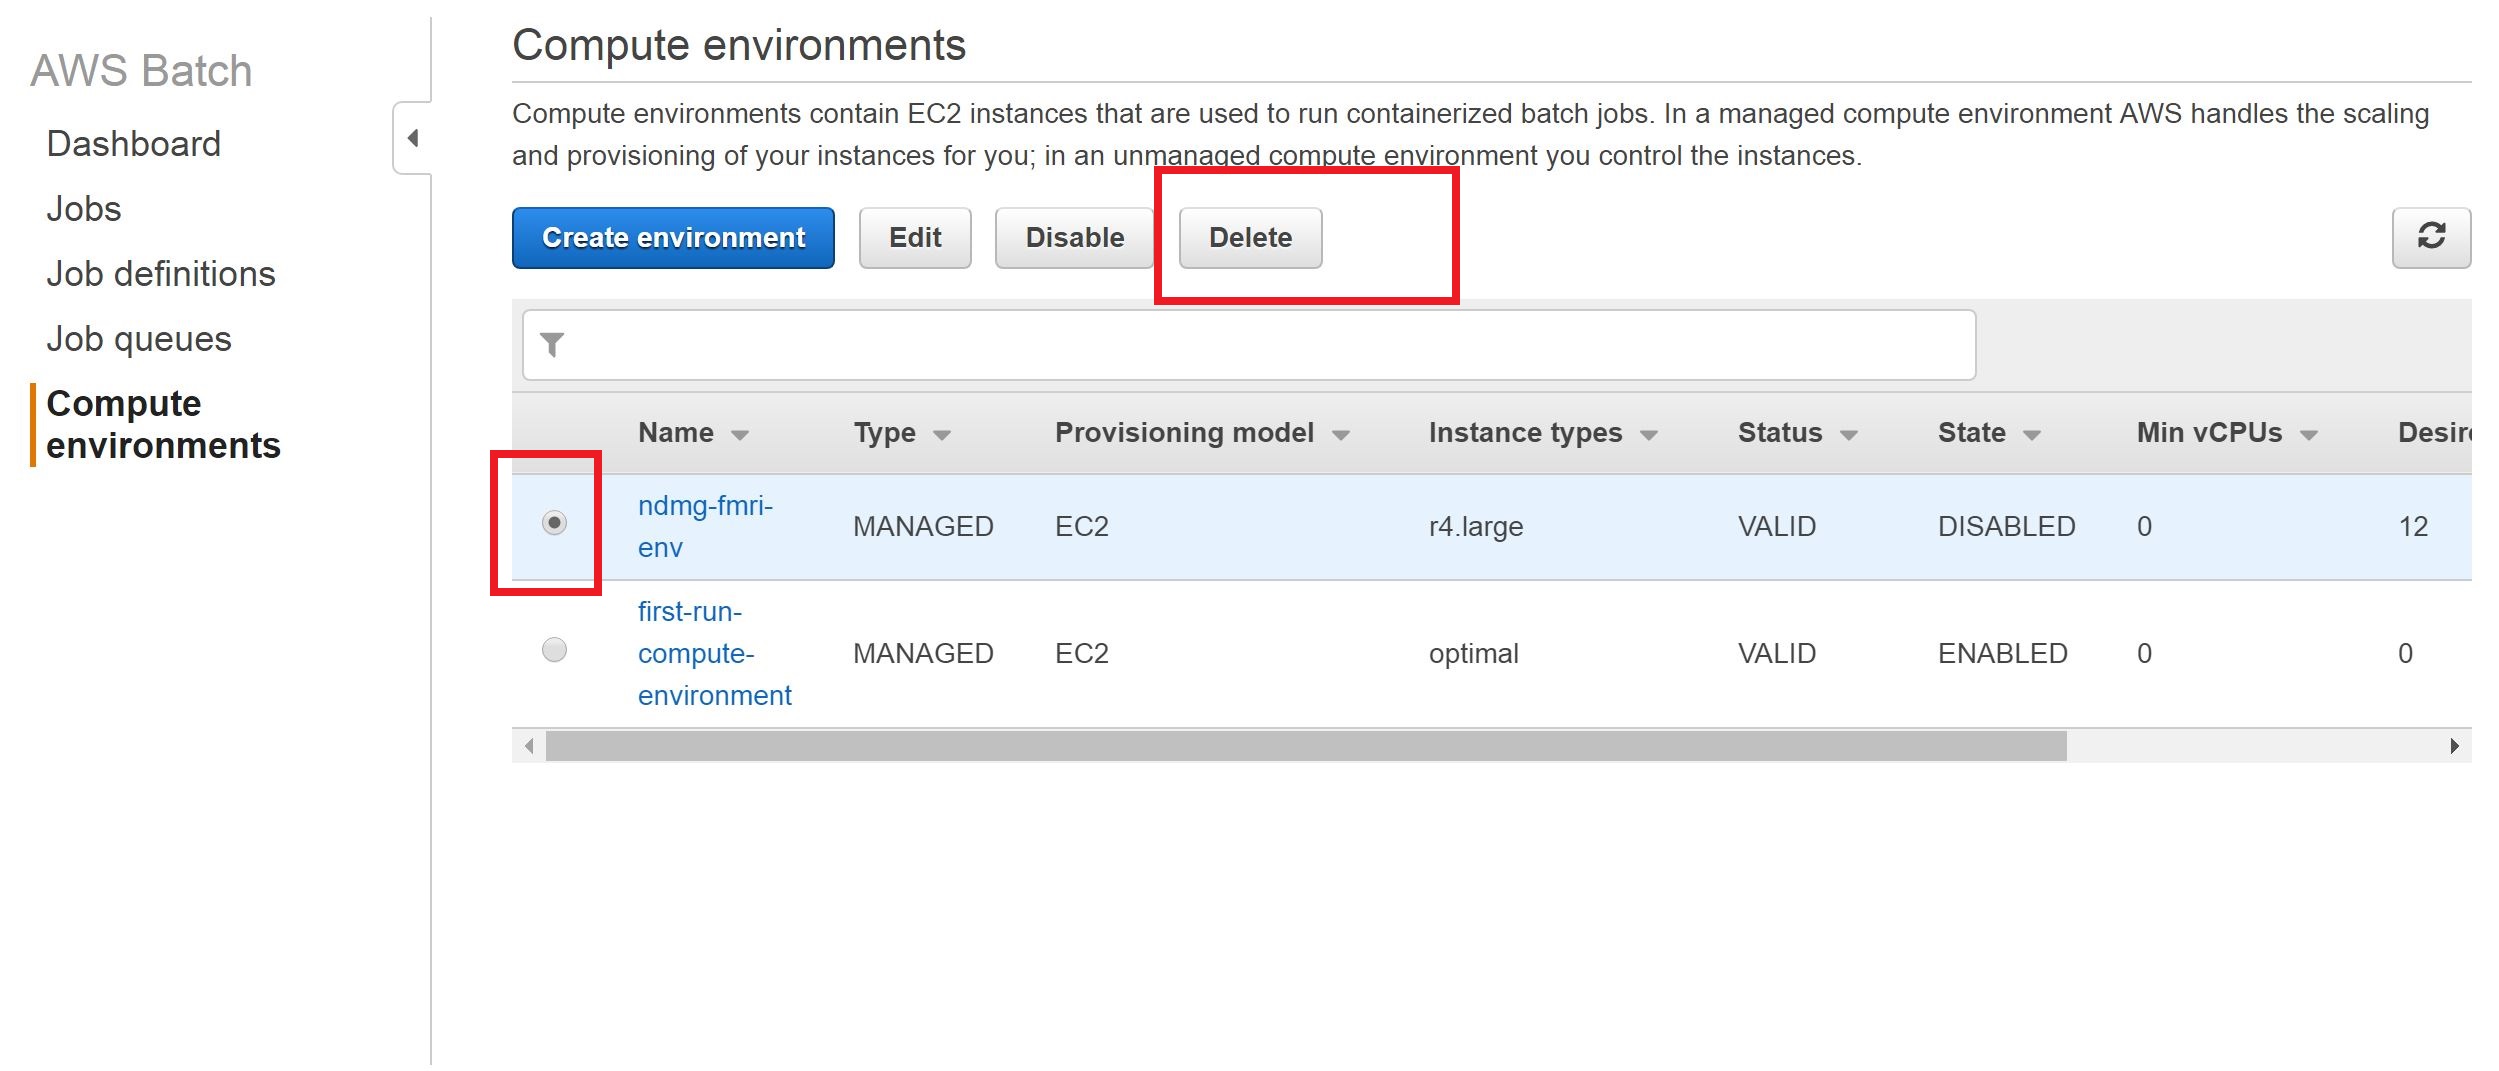 AWS Batch
Dashboard
Jobs
Job definitions
Job queues
Compute
environments
Compute environments
Compute environments contain EC2 instances that are used to run containerized batch jobs. In a managed compute environment AWS handles the scaling
and provisioning of your instances for you; in an unmanaged compute environment you control the instances.
Create environment Edit Disable Delete
Name Type Provisioning model Instance types Status State Min vCPUs Desire
ndmg-fmri-
env
MANAGED EC2 r4.large VALID DISABLED 0 12
first-run-
compute-
environment
MANAGED EC2 optimal VALID ENABLED 0 0